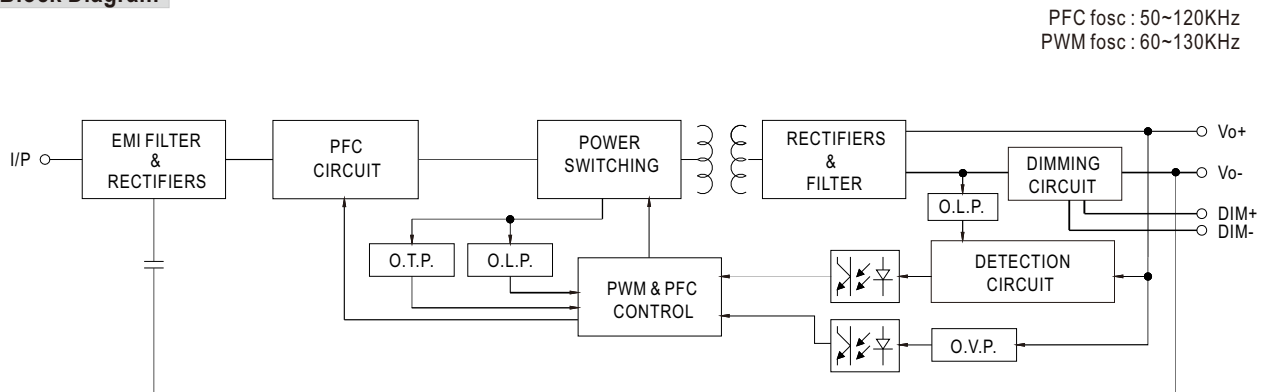 Block Diagram
PFC fosc : 50~120KHz
PWM fosc : 60~130KHz
I/P
EMI FILTER
&
RECTIFIERS
PFC
CIRCUIT
POWER
SWITCHING
RECTIFIERS
&
FILTER
DIMMING
CIRCUIT
Vo+
Vo-
DIM+
DIM-
O.L.P.
O.T.P.
O.L.P.
PWM & PFC
CONTROL
DETECTION
CIRCUIT
O.V.P.